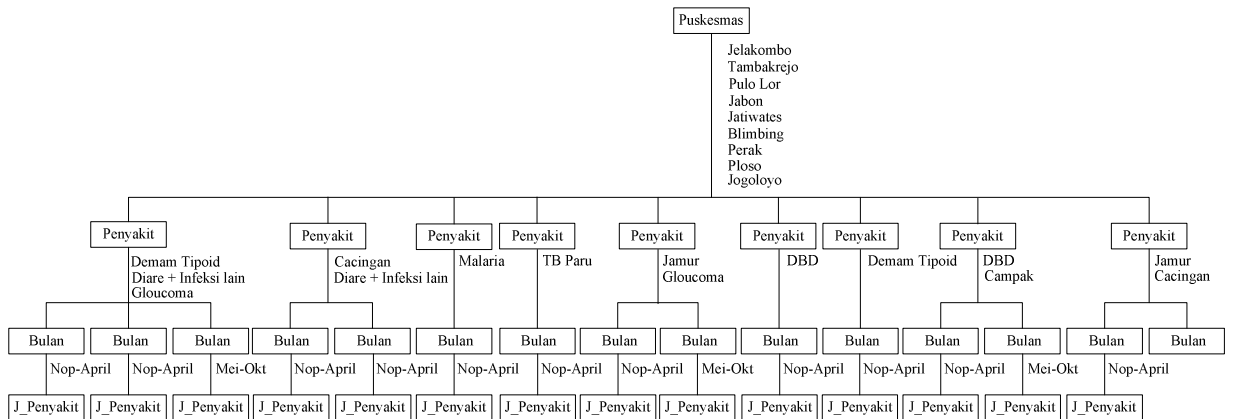 Puskesmas
Jelakombo
Tambakrejo
Pulo Lor
Jabon
Jatiwates
Blimbing
Perak
Ploso
Jogoloyo
Penyakit Penyakit Penyakit Penyakit Penyakit Penyakit Penyakit Penyakit Penyakit
Demam Tipoid Cacingan Malaria TB Paru Jamur DBD Demam Tipoid DBD Jamur
Diare + Infeksi lain Diare + Infeksi lain Gloucoma Campak Cacingan
Gloucoma
Bulan Bulan Bulan Bulan Bulan Bulan Bulan Bulan Bulan Bulan Bulan Bulan Bulan Bulan Bulan
Nop-April Nop-April Mei-Okt Nop-April Nop-April Nop-April Nop-April Nop-April Mei-Okt Nop-April Nop-April Nop-April Mei-Okt Nop-April
J_Penyakit J_Penyakit J_Penyakit J_Penyakit J_Penyakit J_Penyakit J_Penyakit J_Penyakit J_Penyakit J_Penyakit J_Penyakit J_Penyakit J_Penyakit J_Penyakit